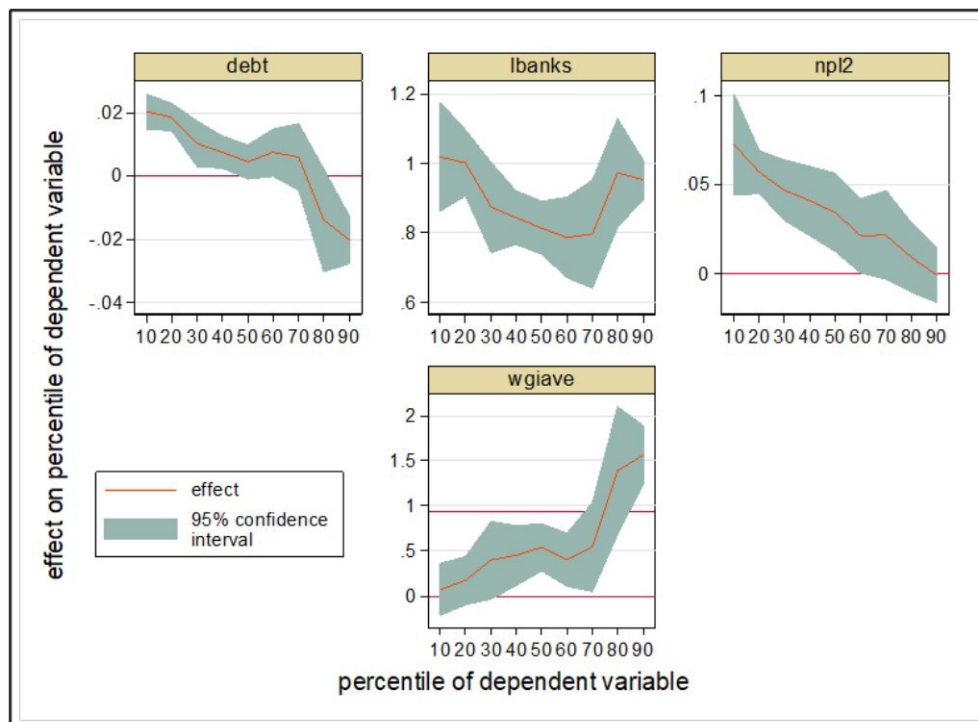 debt
.02
0
-.02
-.04
10 20 30 40 50 60 70 80 90
lbanks
1.2
1
.8
.6
10 20 30 40 50 60 70 80 90
npl2
.1
.05
0
10 20 30 40 50 60 70 80 90
wgiave
2
1.5
1
.5
0
10 20 30 40 50 60 70 80 90
effect on percentile of dependent variable
effect
95% confidence
interval
percentile of dependent variable